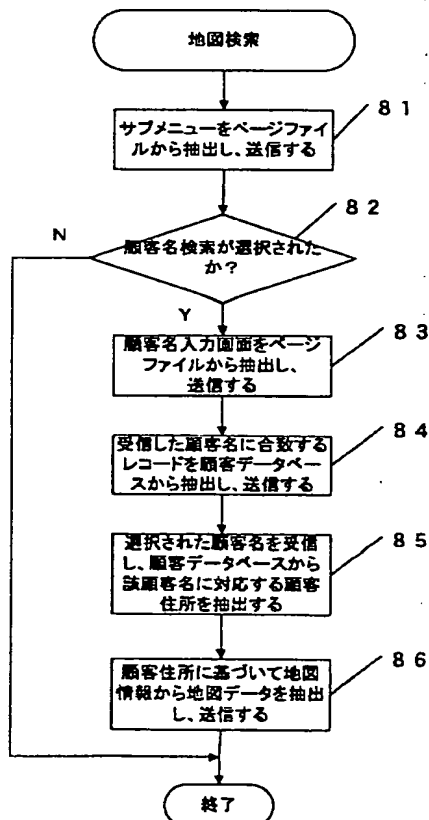 地図検索
81
サブメニューをページファイ
ルから抽出し、送信する
82
顧客名検索が選択された
か?
N
Y
83
顧客名入力画面をページ
ファイルから抽出し、
送信する
84
受信した顧客名に合致する
レコードを顧客データベー
スから抽出し、送信する
85
選択された顧客名を受信
し、顧客データベースから
該顧客名に対応する顧客
住所を抽出する
86
顧客住所に基づいて地図
情報から地図データを抽出
し、送信する
終了